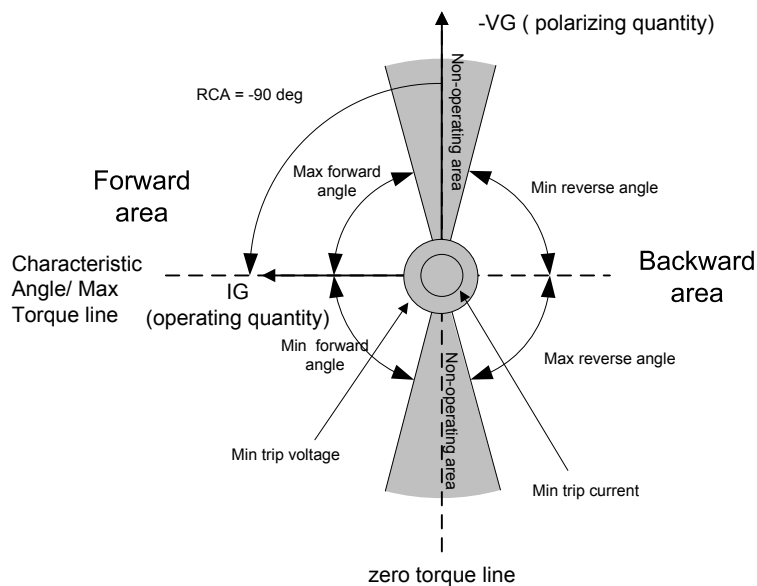 -VG ( polarizing quantity)
Non-operating area
RCA = -90 deg
Max forward
angle
Min reverse angle
Forward
area
Characteristic
Angle/ Max
Torque line
IG
(operating quantity)
Backward
area
Min forward
angle
Max reverse angle
Non-operating area
Min trip voltage
Min trip current
zero torque line